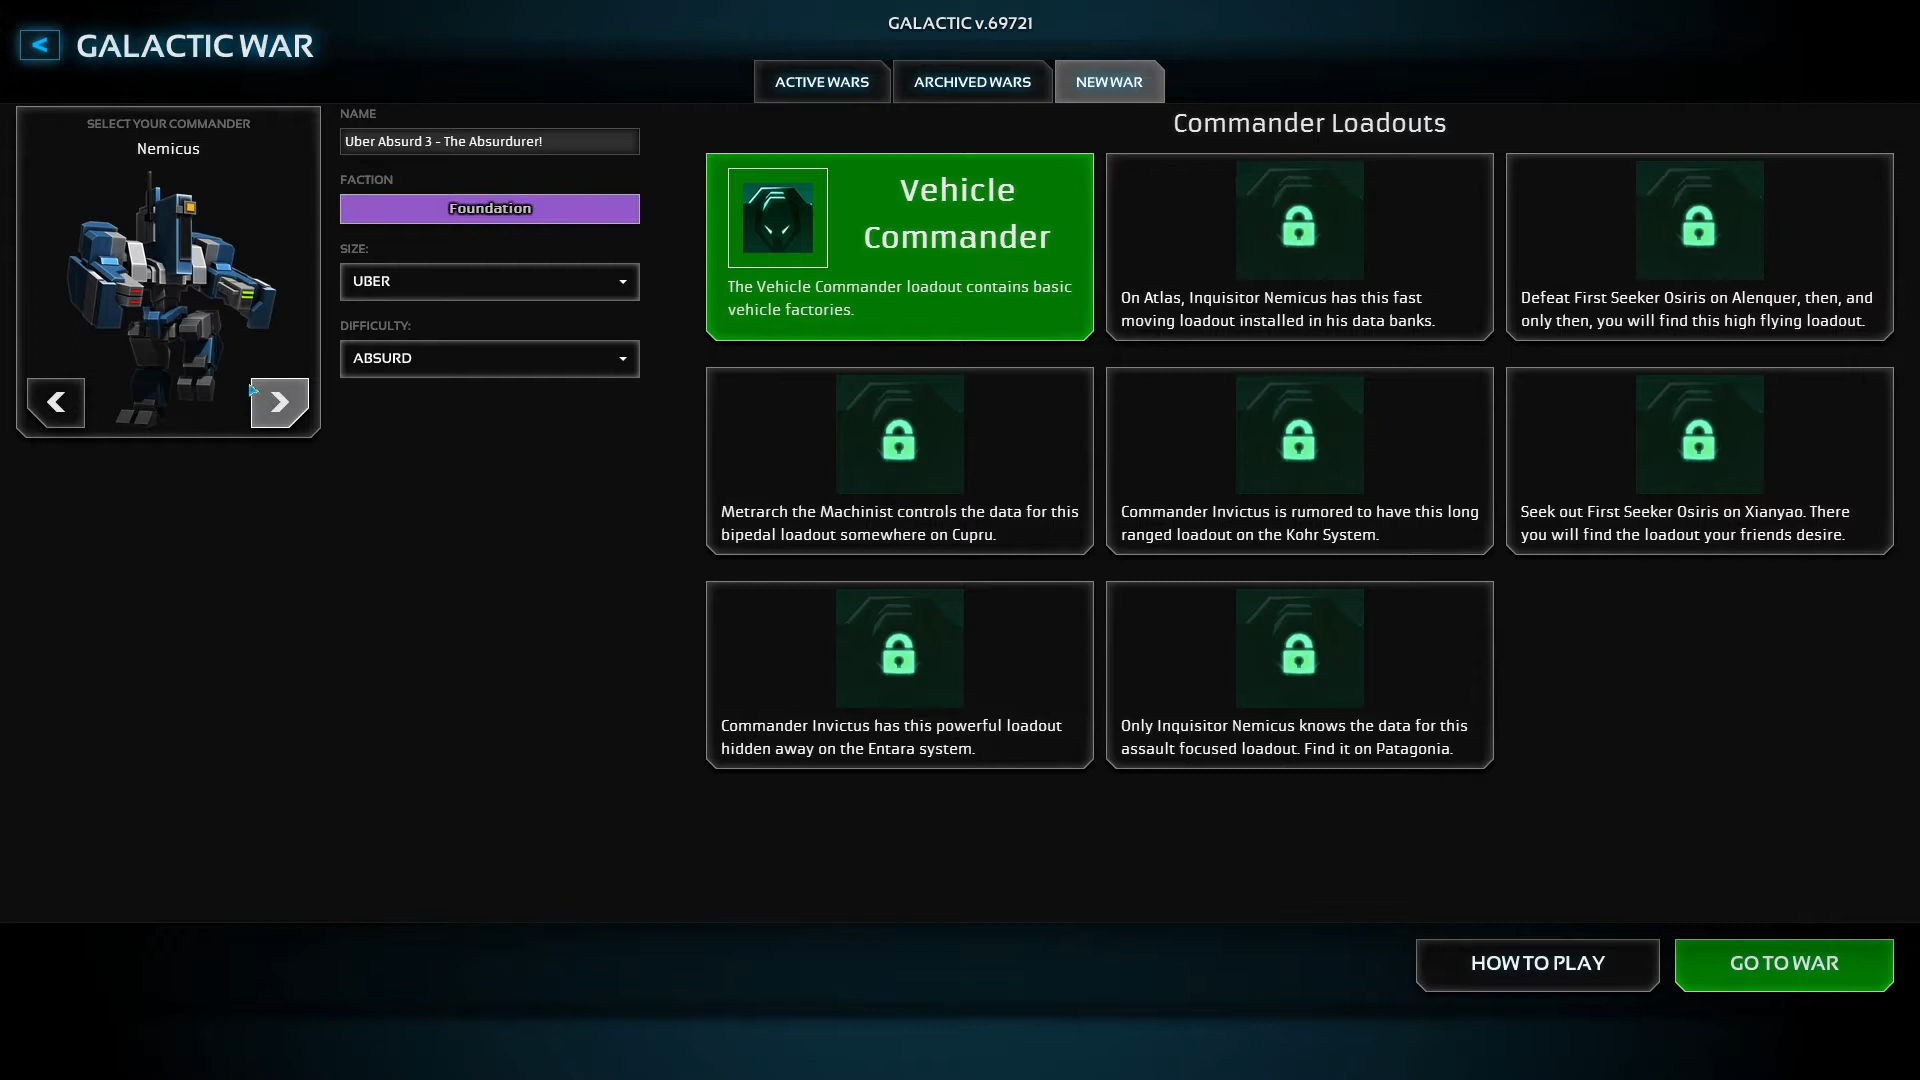 GALACTIC v.69721
< GALACTIC WAR
ACTIVE WARS
ARCHIVED WARS
NEW WAR
SELECT YOUR COMMANDER
Nemicus
NAME
Uber Absurd 3 - The Absurdurer!
FACTION
Foundation
SIZE:
UBER
DIFFICULTY:
ABSURD
Commander Loadouts
Vehicle
Commander
The Vehicle Commander loadout contains basic
vehicle factories.
On Atlas, Inquisitor Nemicus has this fast
moving loadout installed in his data banks.
Defeat First Seeker Osiris on Alenquer, then, and
only then, you will find this high flying loadout.
Metrarch the Machinist controls the data for this
bipedal loadout somewhere on Cupru.
Commander Invictus is rumored to have this long
ranged loadout on the Kohr System.
Seek out First Seeker Osiris on Xianyao. There
you will find the loadout your friends desire.
Commander Invictus has this powerful loadout
hidden away on the Entara system.
Only Inquisitor Nemicus knows the data for this
assault focused loadout. Find it on Patagonia.
HOW TO PLAY
GO TO WAR